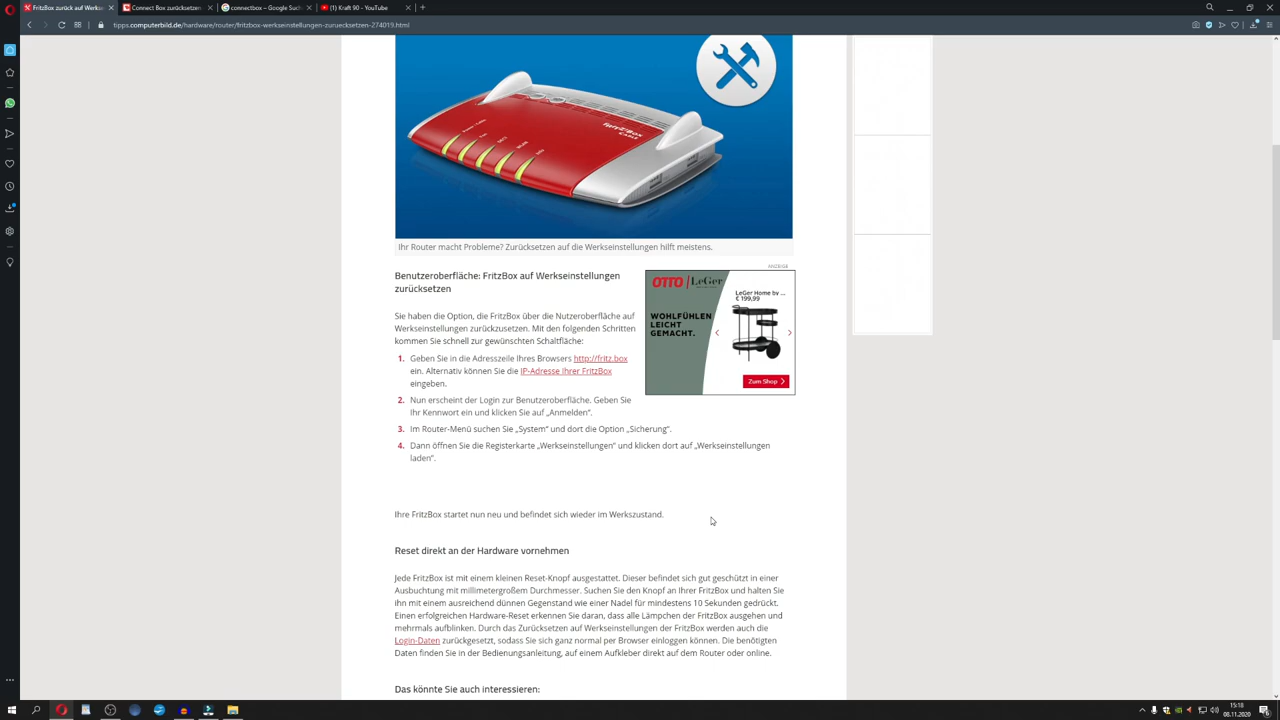 FritzBox zurück auf Werkse
Connect Box zurücksetzen
connectbox – Google Such
(1) Kraft 90 - YouTube
tipps.computerbild.de/hardware/router/fritzbox-werkseinstellungen-zuruecksetzen-274019.html
Power / Cable
Fon
DECT
WLAN
Info
FRITZ!Box
CABLE
Ihr Router macht Probleme? Zurücksetzen auf die Werkseinstellungen hilft meistens.
Benutzeroberfläche: FritzBox auf Werkseinstellungen
zurücksetzen
ANZEIGE
OTTO | LeGer
LeGer Home by ...
€ 199,99
WOHLFÜHLEN
LEICHT
GEMACHT.
Zum Shop
Sie haben die Option, die FritzBox über die Nutzeroberfläche auf
Werkseinstellungen zurückzusetzen. Mit den folgenden Schritten
kommen Sie schnell zur gewünschten Schaltfläche:
1. Geben Sie in die Adresszeile Ihres Browsers http://fritz.box
ein. Alternativ können Sie die IP-Adresse Ihrer FritzBox
eingeben.
2. Nun erscheint der Login zur Benutzeroberfläche. Geben Sie
Ihr Kennwort ein und klicken Sie auf „Anmelden“.
3. Im Router-Menü suchen Sie „System“ und dort die Option „Sicherung“.
4. Dann öffnen Sie die Registerkarte „Werkseinstellungen“ und klicken dort auf „Werkseinstellungen
laden“.
Ihre FritzBox startet nun neu und befindet sich wieder im Werkszustand.
Reset direkt an der Hardware vornehmen
Jede FritzBox ist mit einem kleinen Reset-Knopf ausgestattet. Dieser befindet sich gut geschützt in einer
Ausbuchtung mit millimetergroßem Durchmesser. Suchen Sie den Knopf an Ihrer FritzBox und halten Sie
ihn mit einem ausreichend dünnen Gegenstand wie einer Nadel für mindestens 10 Sekunden gedrückt.
Einen erfolgreichen Hardware-Reset erkennen Sie daran, dass alle Lämpchen der FritzBox ausgehen und
mehrmals aufblinken. Durch das Zurücksetzen auf Werkseinstellungen der FritzBox werden auch die
Login-Daten zurückgesetzt, sodass Sie sich ganz normal per Browser einloggen können. Die benötigten
Daten finden Sie in der Bedienungsanleitung, auf einem Aufkleber direkt auf dem Router oder online.
Das könnte Sie auch interessieren:
15:18
08.11.2020